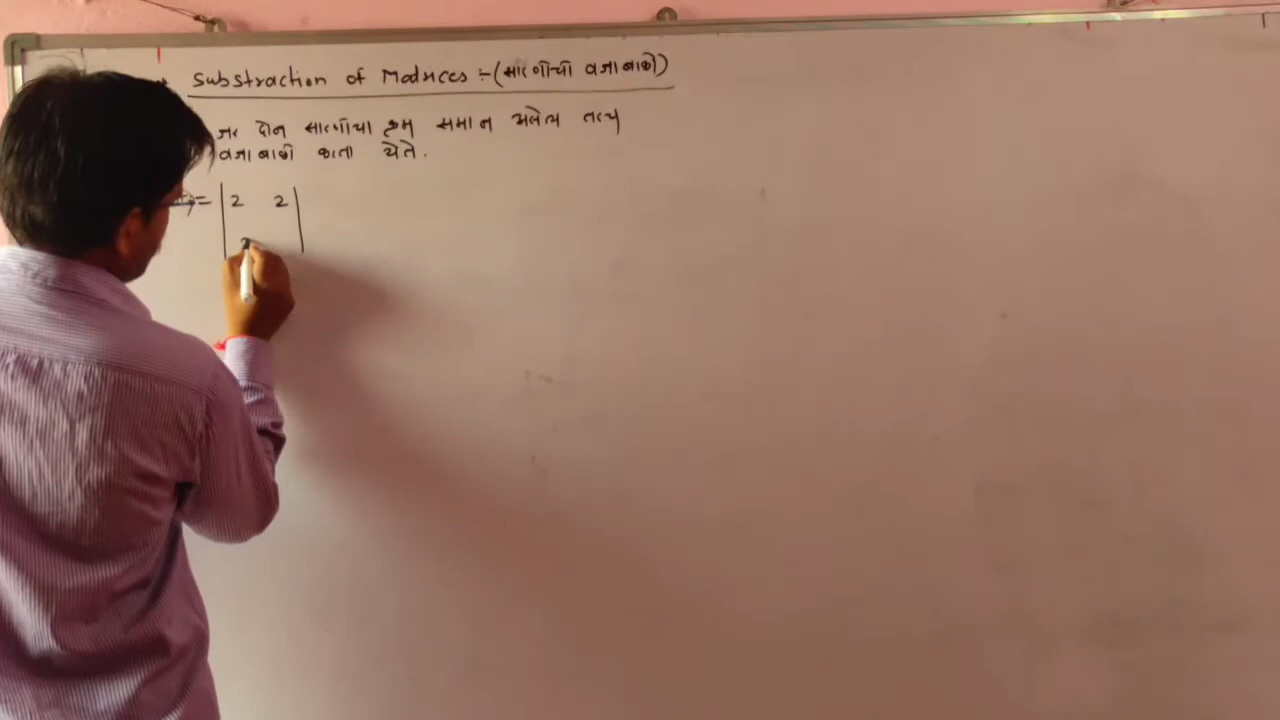 Substraction of Matrices :- (सारणींची वजाबाकी)
जर दोन सारणींचा क्रम समान असेल तरच
वजाबाकी करता येते.
= | 2 2 |